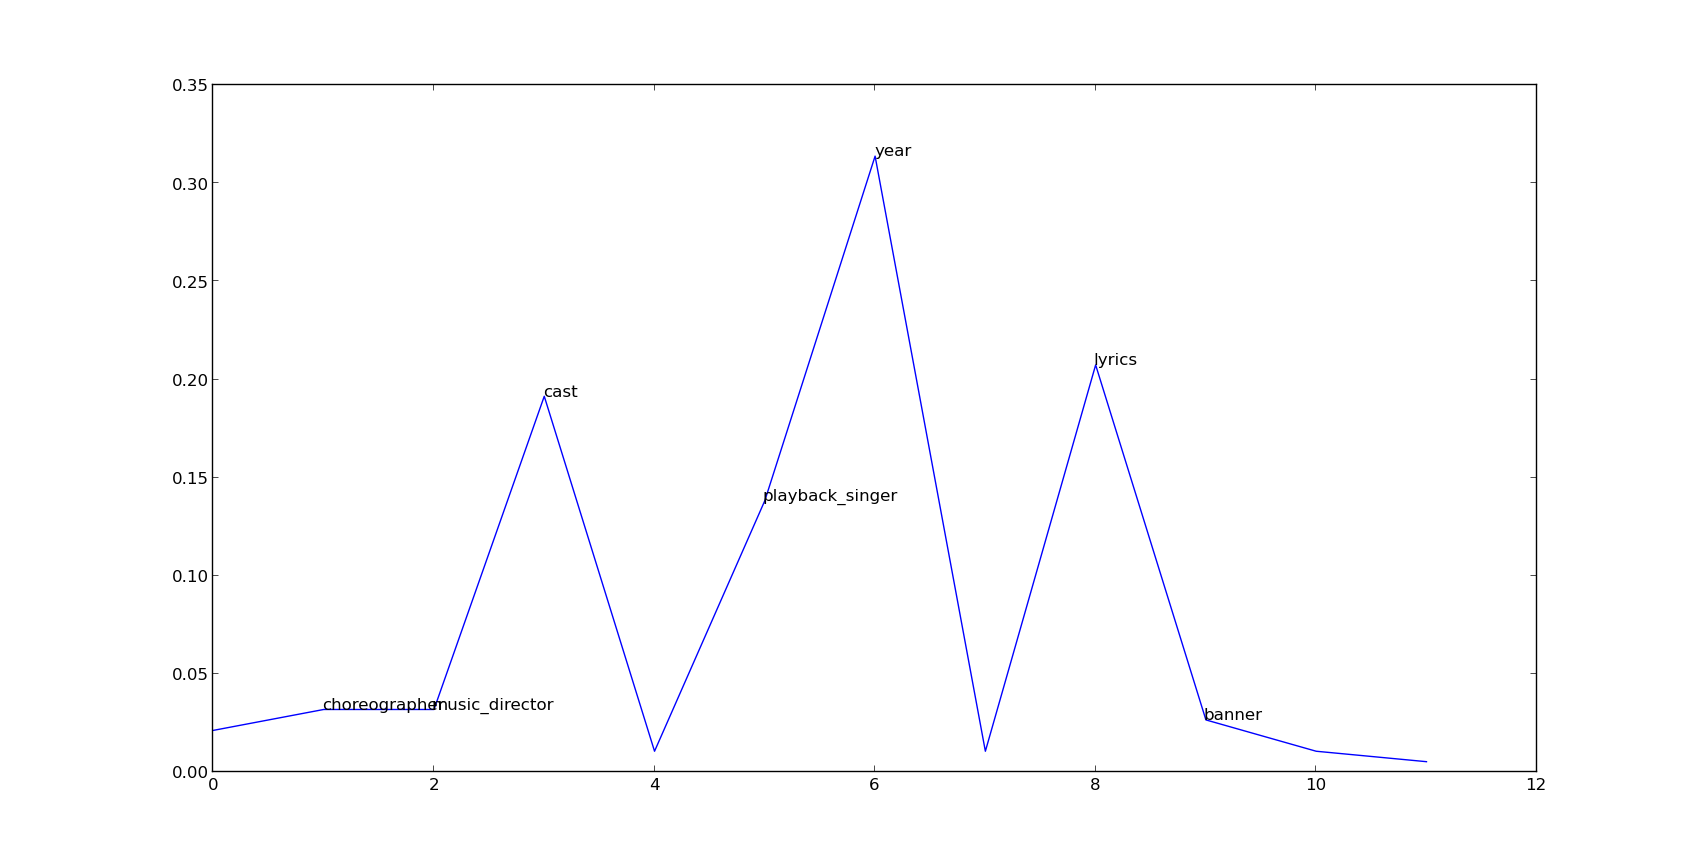 0.35
year
0.30
0.25
lyrics
0.20
cast
0.15
playback_singer
0.10
0.05
choreographer
music_director
banner
0.00
0 2 4 6 8 10 12